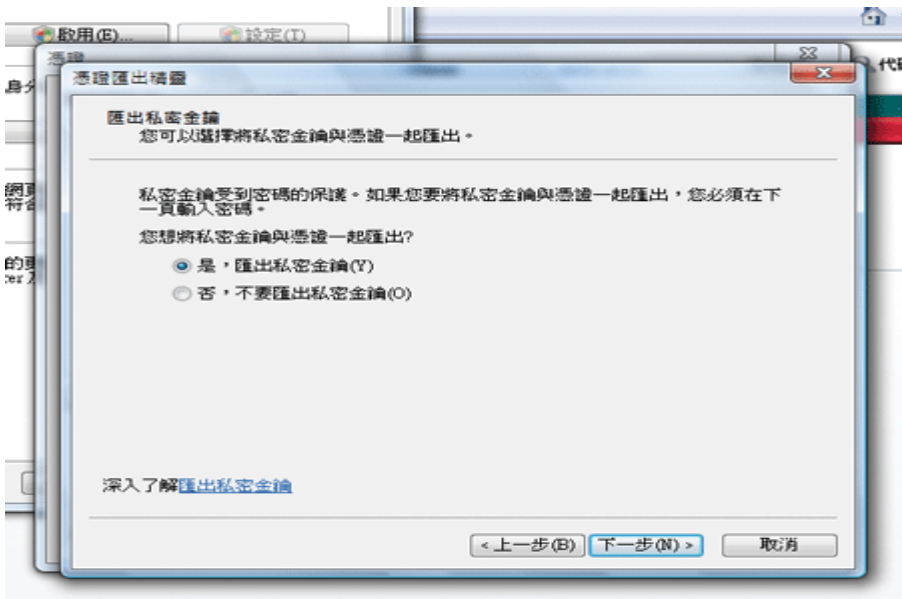 啟用(E)...
設定(I)
憑證
代碼
身分
憑證匯出精靈
匯出私密金鑰
您可以選擇將私密金鑰與憑證一起匯出。
網頁
符合
私密金鑰受到密碼的保護。如果您要將私密金鑰與憑證一起匯出，您必須在下
一頁輸入密碼。
您想將私密金鑰與憑證一起匯出?
是，匯出私密金鑰(Y)
否，不要匯出私密金鑰(O)
深入了解匯出私密金鑰
<上一步(B)
下一步(N) >
取消